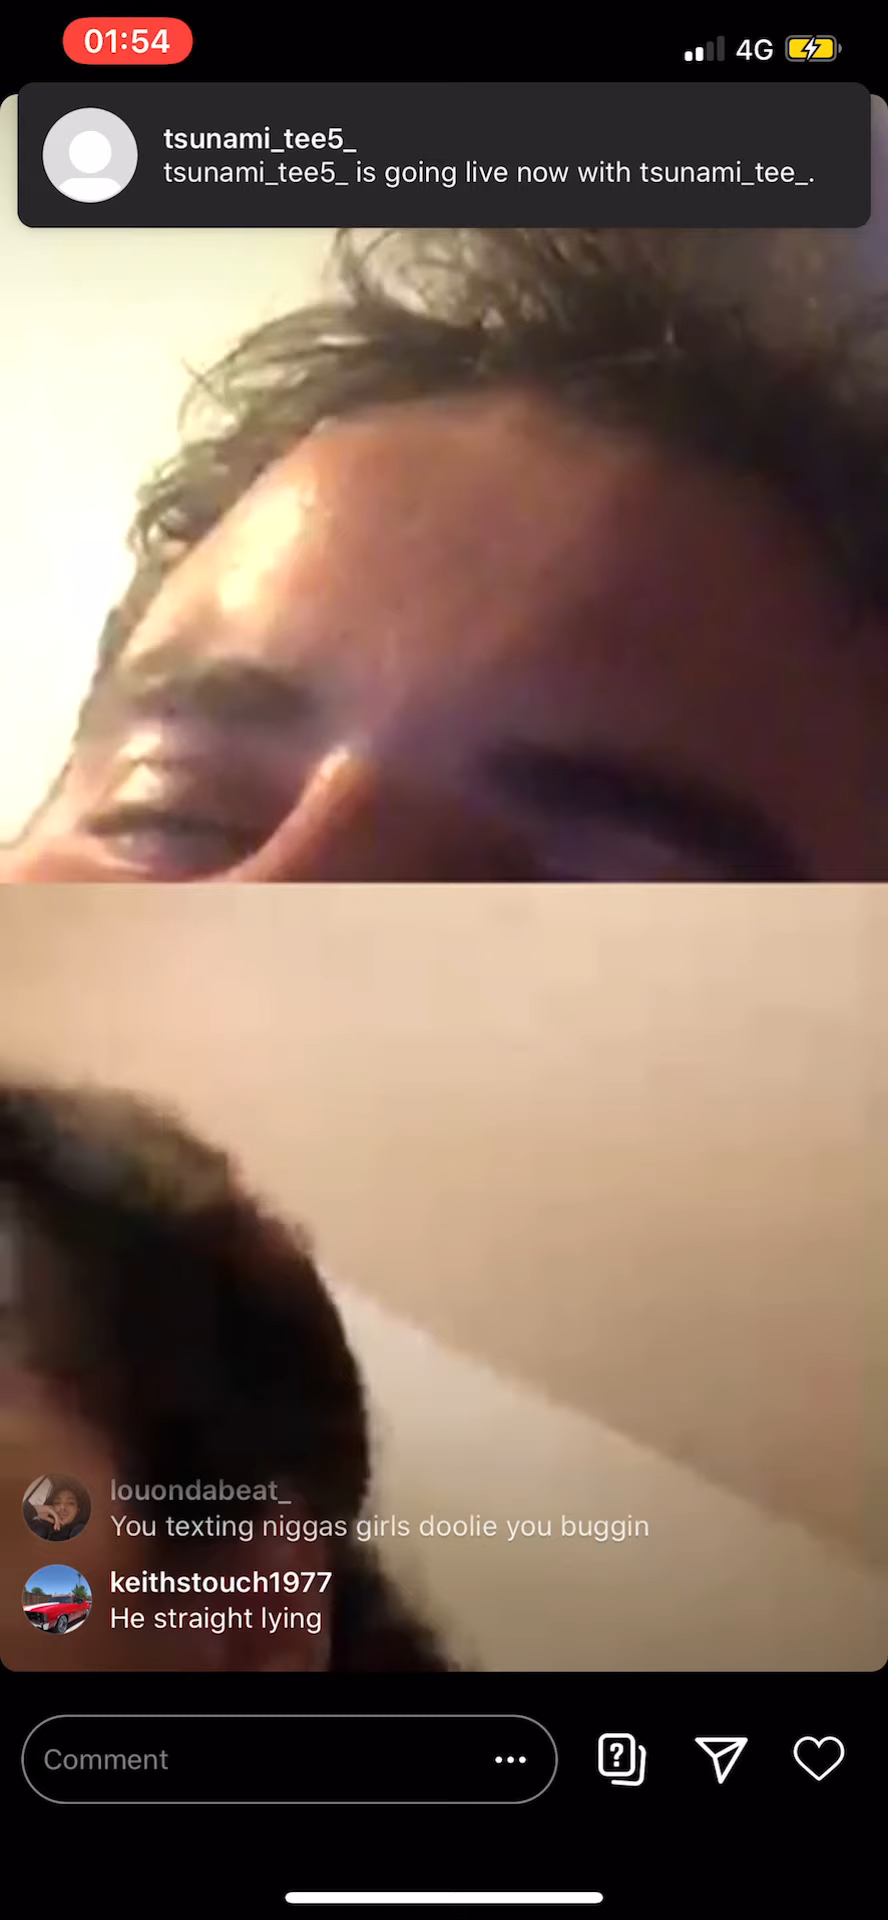 01:54
4G
tsunami_tee5_
tsunami_tee5_ is going live now with tsunami_tee_.
louondabeat_
You texting niggas girls doolie you buggin
keithstouch1977
He straight lying
Comment